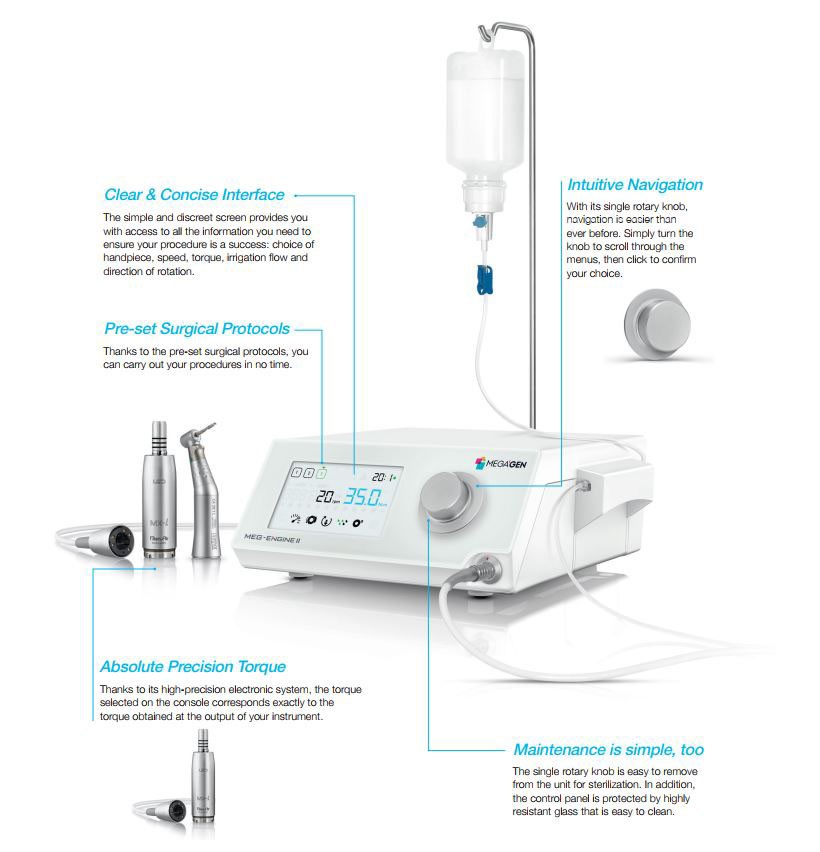 Clear & Concise Interface
The simple and discreet screen provides you
with access to all the information you need to
ensure your procedure is a success: choice of
handpiece, speed, torque, irrigation flow and
direction of rotation.
Pre-set Surgical Protocols
Thanks to the pre-set surgical protocols, you
can carry out your procedures in no time.
Intuitive Navigation
With its single rotary knob,
navigation is easier than
ever before. Simply turn the
knob to scroll through the
menus, then click to confirm
your choice.
MEGAGEN
20:1
20 35.0
MEG-ENGINE II
LED
MX-i
Absolute Precision Torque
Thanks to its high-precision electronic system, the torque
selected on the console corresponds exactly to the
torque obtained at the output of your instrument.
LED
MX-i
Maintenance is simple, too
The single rotary knob is easy to remove
from the unit for sterilization. In addition,
the control panel is protected by highly
resistant glass that is easy to clean.